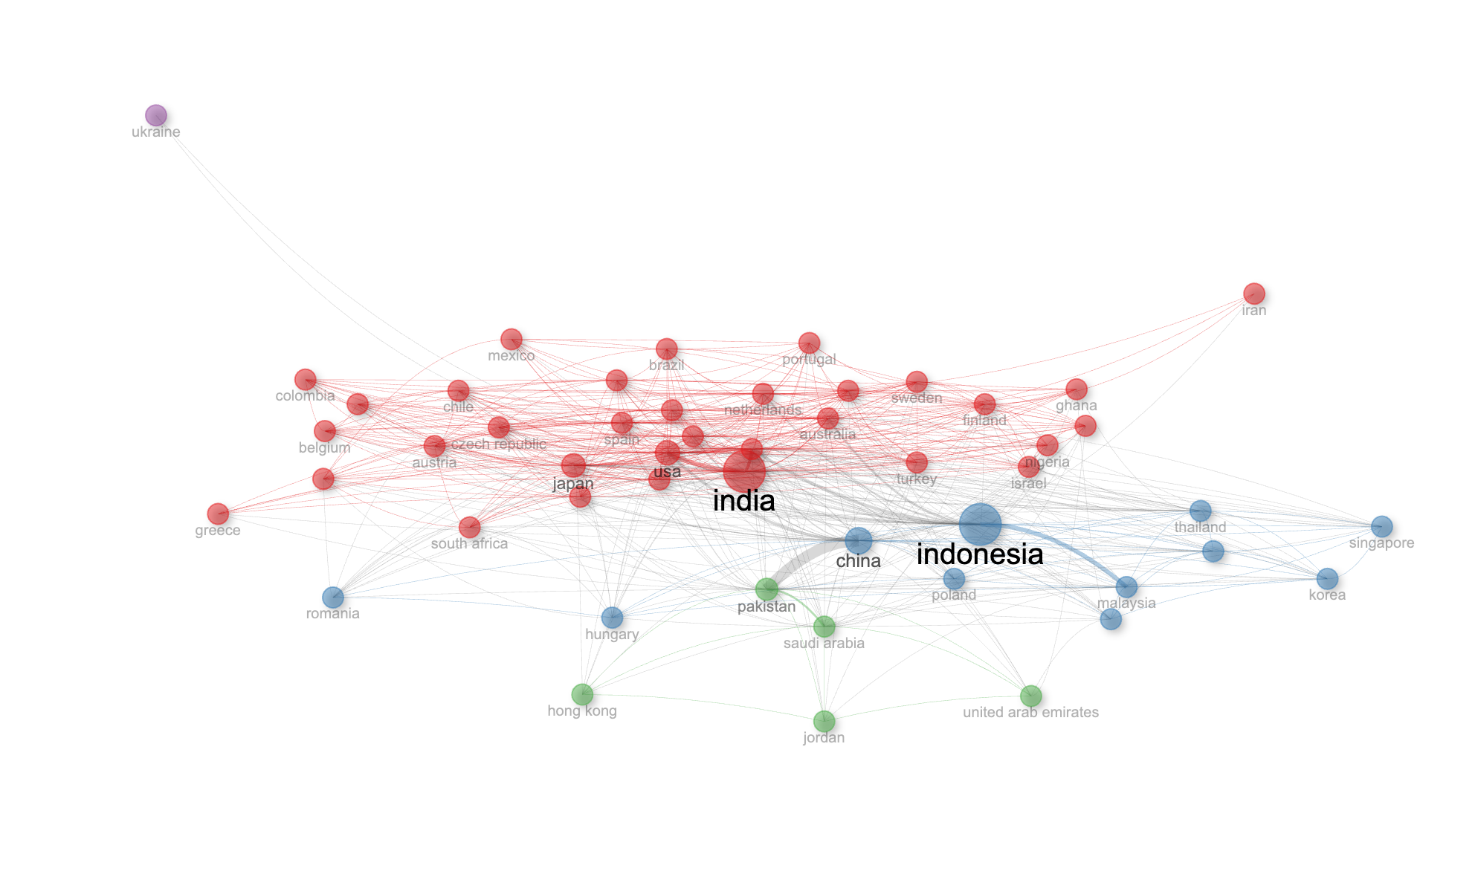 ukraine
iran
mexico
brazil
portugal
colombia
chile
netherlands
sweden
ghana
belgium
czech republic
spain
australia
finland
austria
usa
turkey
nigeria
israel
japan
india
greece
south africa
thailand
singapore
china
indonesia
romania
pakistan
poland
malaysia
korea
hungary
saudi arabia
hong kong
jordan
united arab emirates